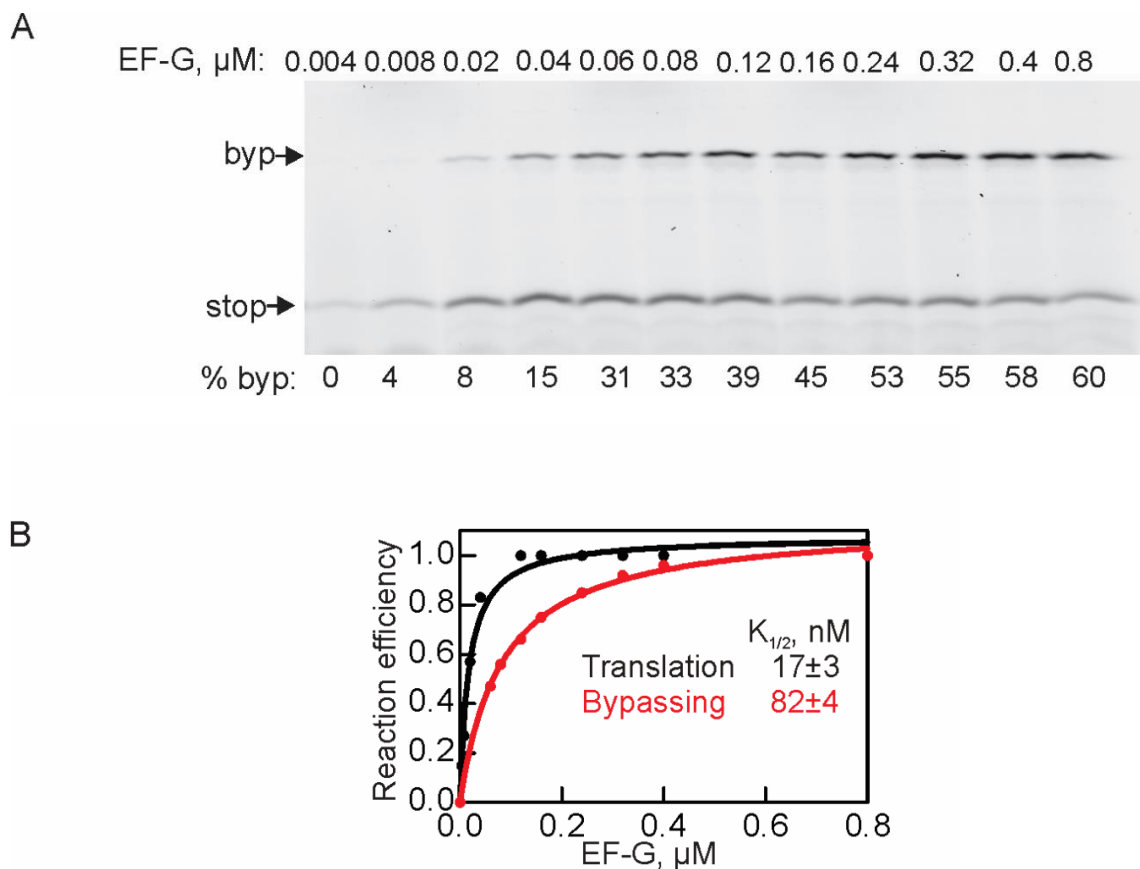 A
EF-G, µM: 0.004 0.008 0.02 0.04 0.06 0.08 0.12 0.16 0.24 0.32 0.4 0.8
byp
stop
% byp: 0 4 8 15 31 33 39 45 53 55 58 60
B
Reaction efficiency
1.0
0.8
0.6
0.4
0.2
0.0
K1/2, nM
Translation 17±3
Bypassing 82±4
0.0 0.2 0.4 0.6 0.8
EF-G, µM